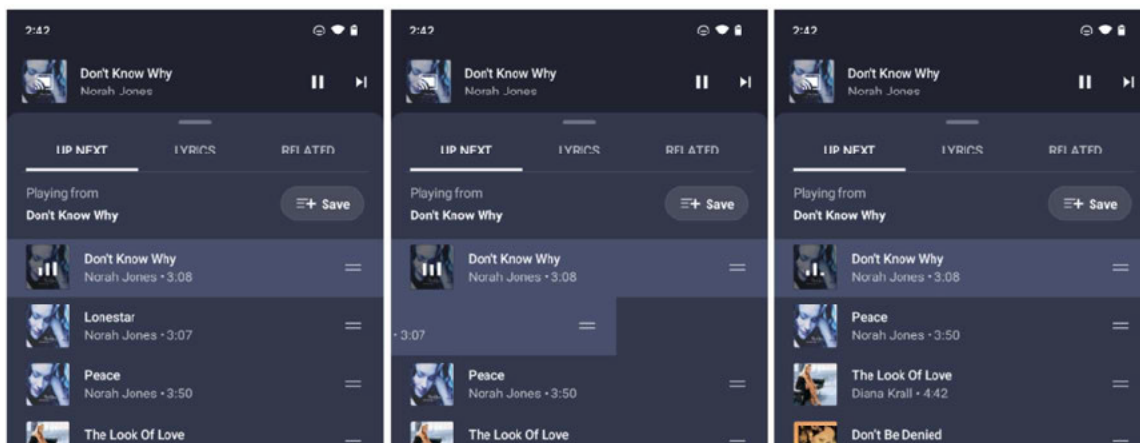 2:42
Don't Know Why
Norah Jones
UP NEXT LYRICS RELATED
Playing from
Don't Know Why
Save
Don't Know Why
Norah Jones • 3:08
Lonestar
Norah Jones • 3:07
Peace
Norah Jones • 3:50
The Look Of Love
2:42
Don't Know Why
Norah Jones
UP NEXT LYRICS RELATED
Playing from
Don't Know Why
Save
Don't Know Why
Norah Jones • 3:08
• 3:07
Peace
Norah Jones • 3:50
The Look Of Love
2:42
Don't Know Why
Norah Jones
UP NEXT LYRICS RELATED
Playing from
Don't Know Why
Save
Don't Know Why
Norah Jones • 3:08
Peace
Norah Jones • 3:50
The Look Of Love
Diana Krall • 4:42
Don't Be Denied